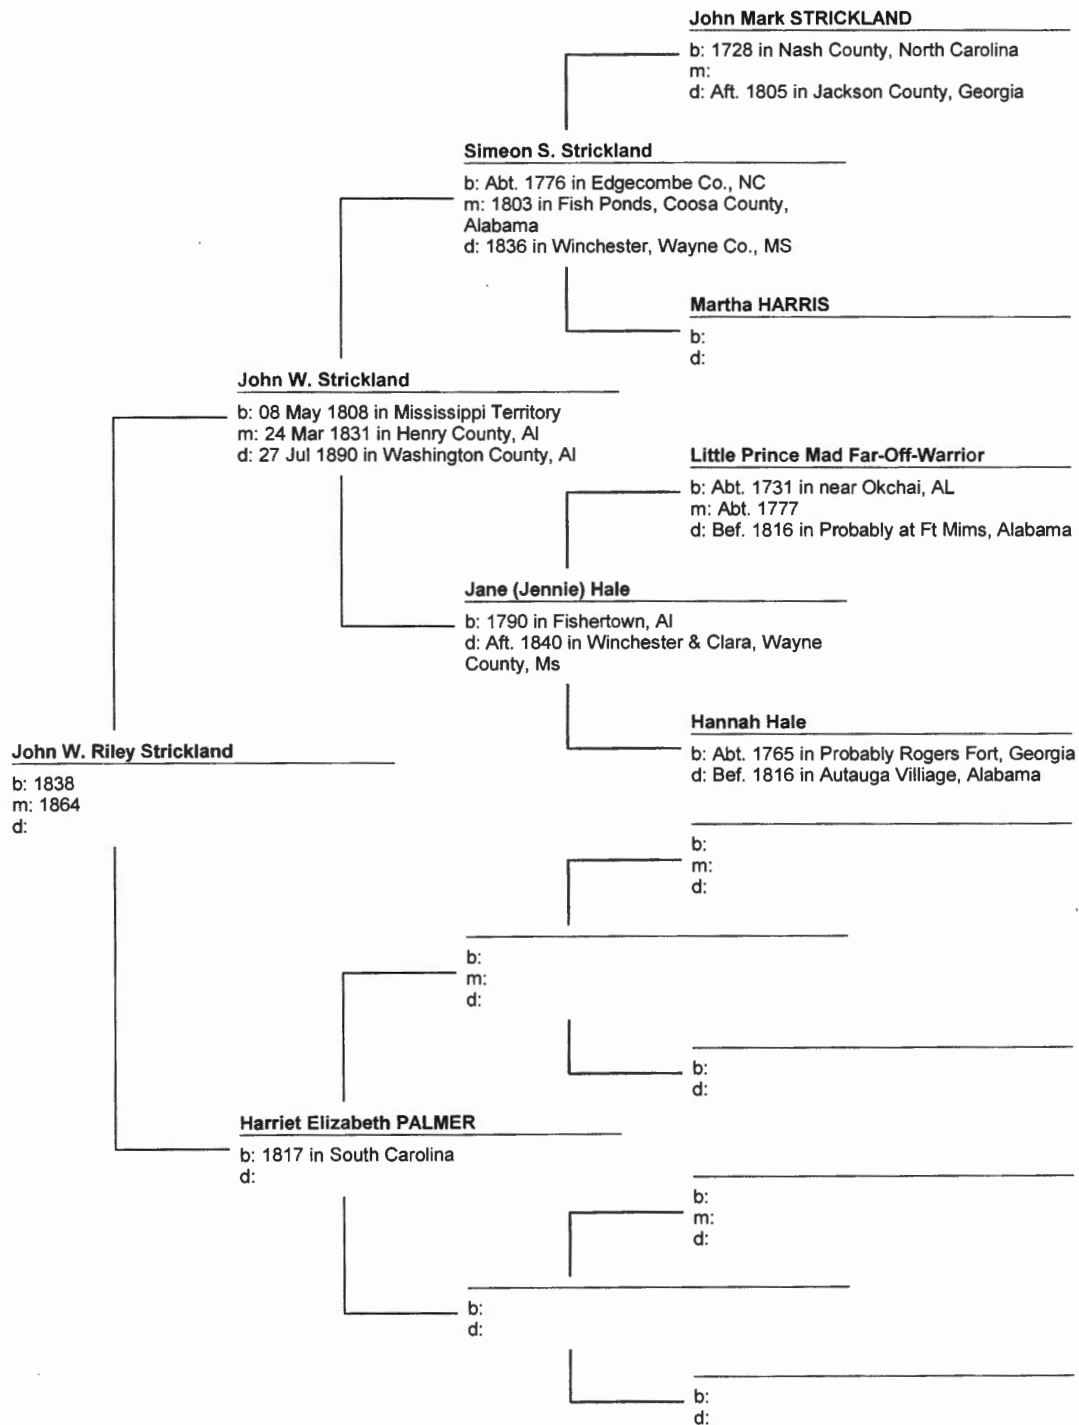 John Mark STRICKLAND
b: 1728 in Nash County, North Carolina
m:
d: Aft. 1805 in Jackson County, Georgia
Simeon S. Strickland
b: Abt. 1776 in Edgecombe Co., NC
m: 1803 in Fish Ponds, Coosa County,
Alabama
d: 1836 in Winchester, Wayne Co., MS
Martha HARRIS
b:
d:
John W. Strickland
b: 08 May 1808 in Mississippi Territory
m: 24 Mar 1831 in Henry County, Al
d: 27 Jul 1890 in Washington County, Al
Little Prince Mad Far-Off-Warrior
b: Abt. 1731 in near Okchai, AL
m: Abt. 1777
d: Bef. 1816 in Probably at Ft Mims, Alabama
Jane (Jennie) Hale
b: 1790 in Fishertown, Al
d: Aft. 1840 in Winchester & Clara, Wayne
County, Ms
Hannah Hale
b: Abt. 1765 in Probably Rogers Fort, Georgia
d: Bef. 1816 in Autauga Villiage, Alabama
John W. Riley Strickland
b: 1838
m: 1864
d:
b:
m:
d:
b:
m:
d:
b:
d:
Harriet Elizabeth PALMER
b: 1817 in South Carolina
d:
b:
m:
d:
b:
d:
b:
d: